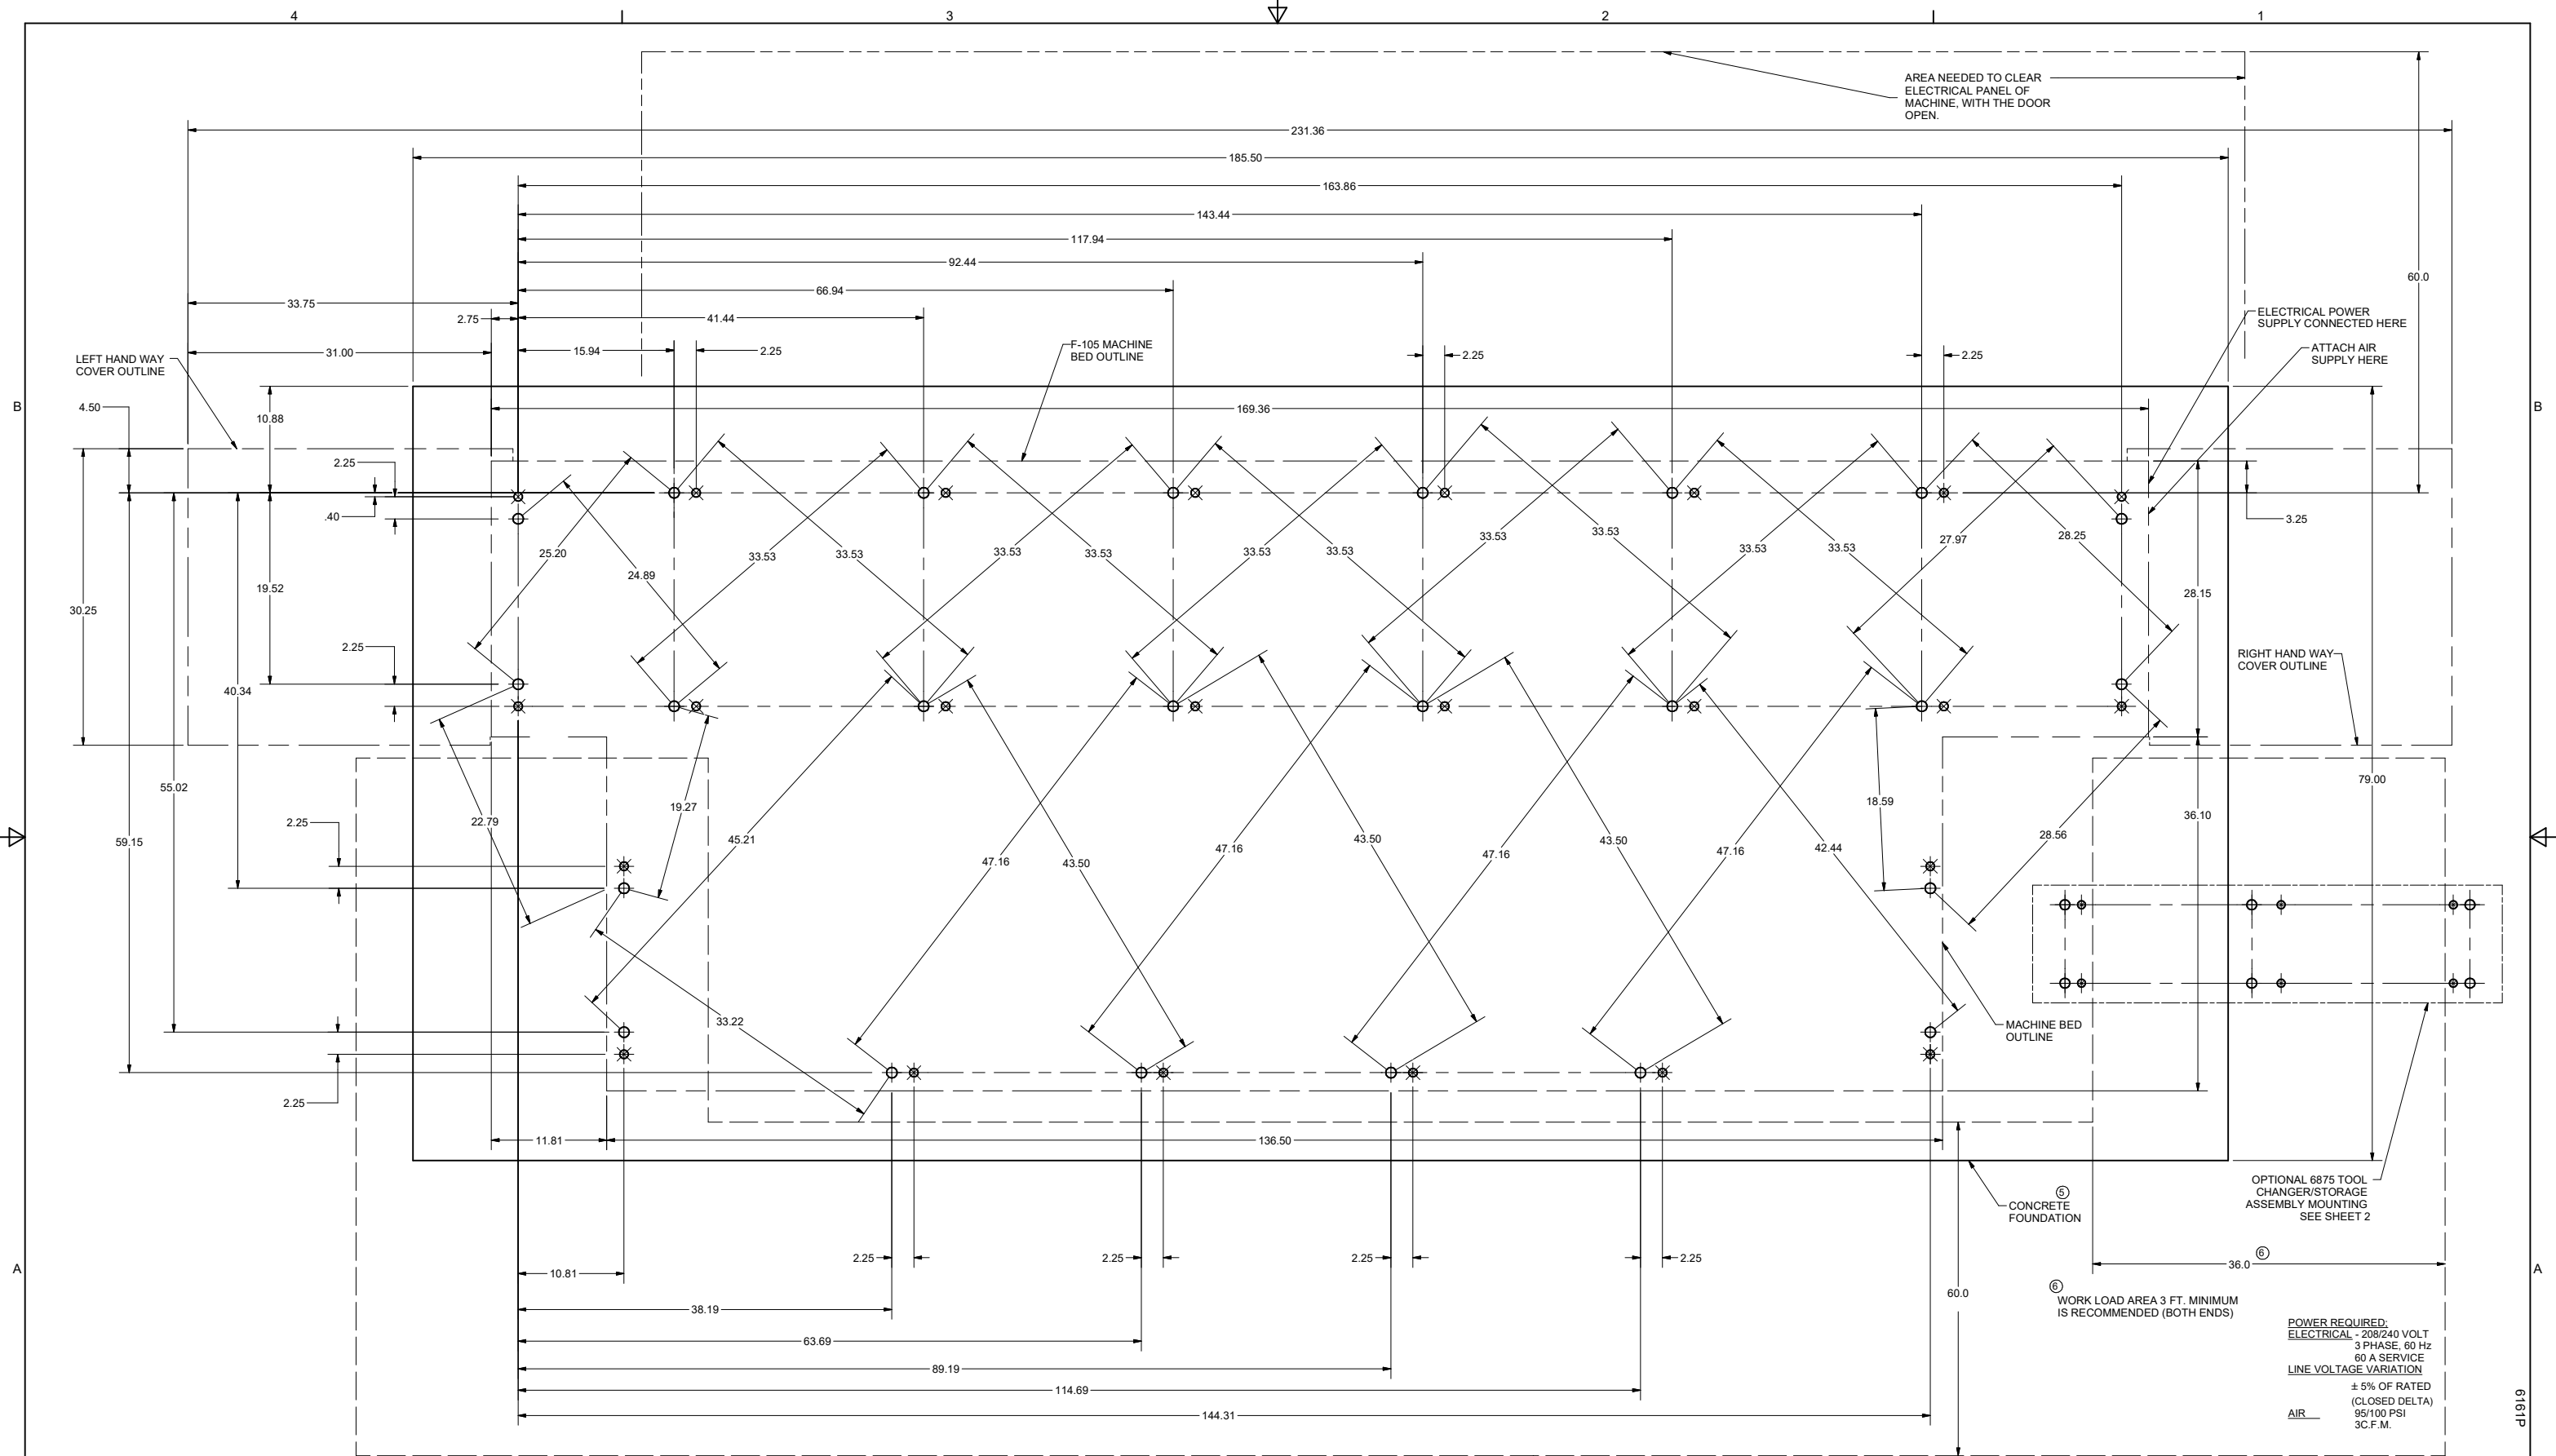 4
3
2
1
AREA NEEDED TO CLEAR
ELECTRICAL PANEL OF
MACHINE, WITH THE DOOR
OPEN.
231.36
185.50
163.86
143.44
117.94
92.44
66.94
60.0
33.75
2.75
41.44
ELECTRICAL POWER
SUPPLY CONNECTED HERE
LEFT HAND WAY
COVER OUTLINE
31.00
15.94
2.25
F-105 MACHINE
BED OUTLINE
2.25
2.25
ATTACH AIR
SUPPLY HERE
B
4.50
10.88
169.36
B
2.25
.40
3.25
25.20
24.89
33.53
33.53
33.53
33.53
33.53
33.53
33.53
33.53
33.53
33.53
27.97
28.25
19.52
28.15
30.25
2.25
40.34
RIGHT HAND WAY
COVER OUTLINE
55.02
79.00
2.25
22.79
19.27
18.59
36.10
59.15
45.21
47.16
43.50
47.16
43.50
47.16
43.50
47.16
42.44
28.56
33.22
MACHINE BED
OUTLINE
2.25
11.81
136.50
OPTIONAL 6875 TOOL
CHANGER/STORAGE
ASSEMBLY MOUNTING
SEE SHEET 2
5
CONCRETE
FOUNDATION
2.25
2.25
2.25
2.25
A
10.81
6
36.0
A
38.19
60.0
6
WORK LOAD AREA 3 FT. MINIMUM
IS RECOMMENDED (BOTH ENDS)
63.69
89.19
114.69
144.31
POWER REQUIRED;
ELECTRICAL - 208/240 VOLT
3 PHASE, 60 Hz
60 A SERVICE
LINE VOLTAGE VARIATION
± 5% OF RATED
(CLOSED DELTA)
AIR 95/100 PSI
3C.F.M.
6161P